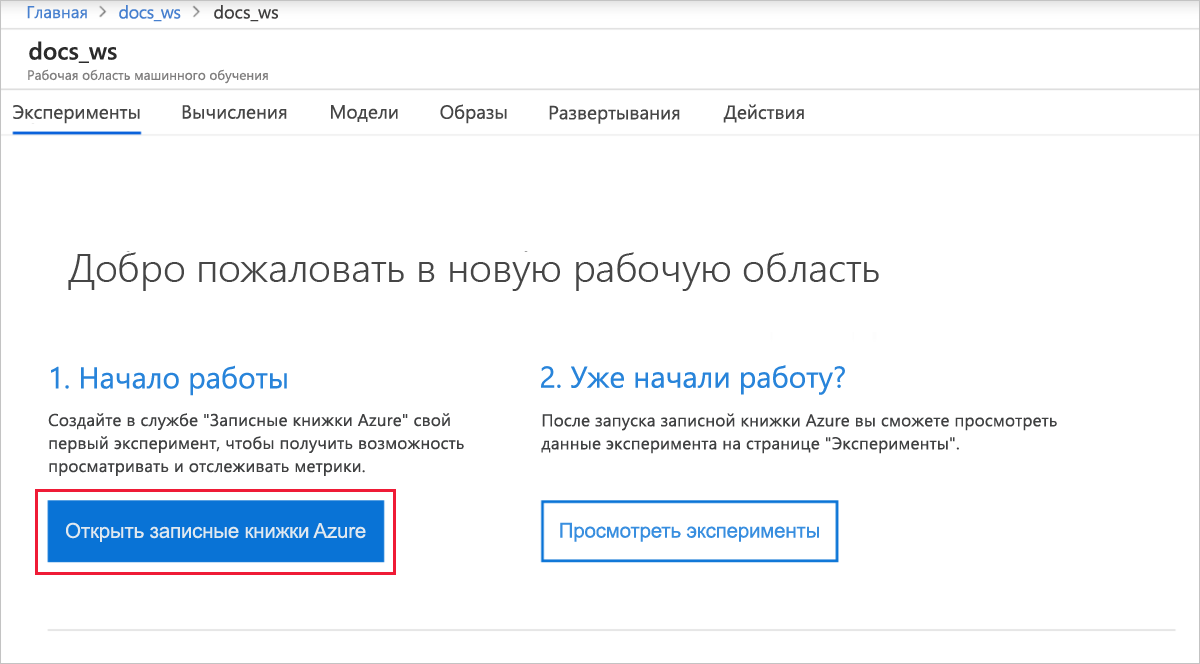 Главная > docs_ws > docs_ws
docs_ws
Рабочая область машинного обучения
Эксперименты Вычисления Модели Образы Развертывания Действия
Добро пожаловать в новую рабочую область
1. Начало работы
Создайте в службе "Записные книжки Azure" свой
первый эксперимент, чтобы получить возможность
просматривать и отслеживать метрики.
Открыть записные книжки Azure
2. Уже начали работу?
После запуска записной книжки Azure вы сможете просмотреть
данные эксперимента на странице "Эксперименты".
Просмотреть эксперименты